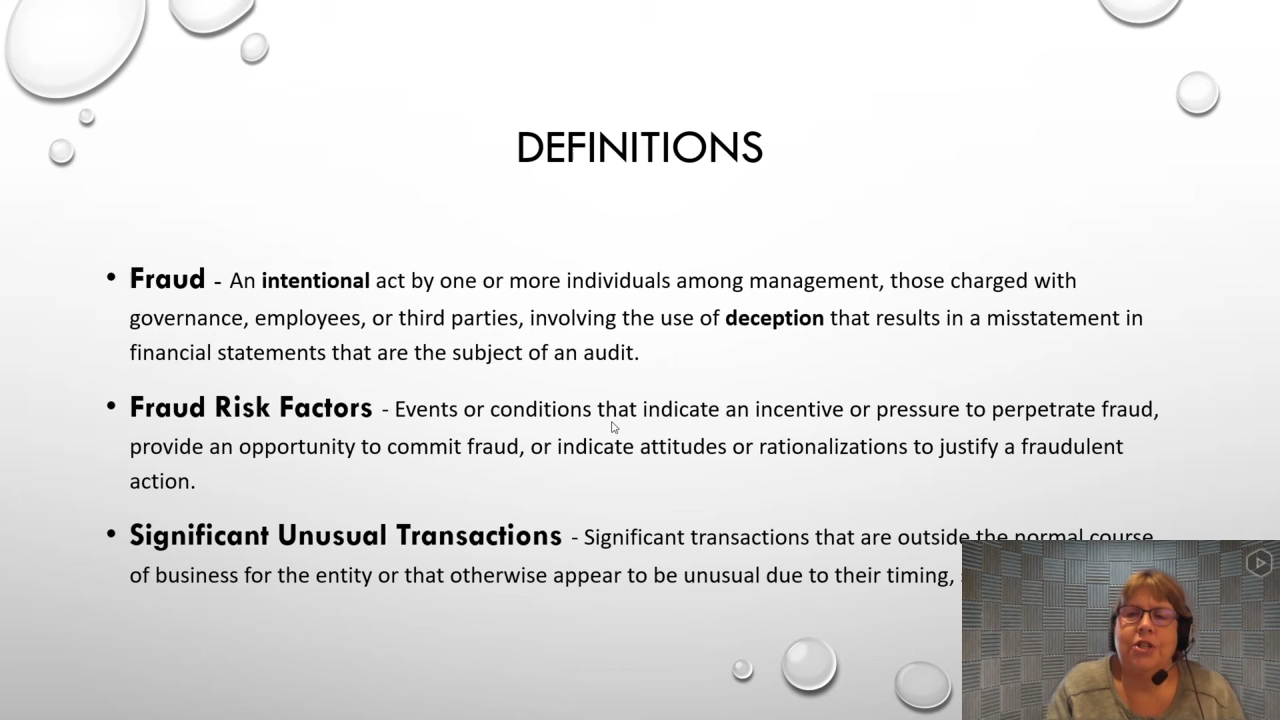 DEFINITIONS
• Fraud - An intentional act by one or more individuals among management, those charged with
governance, employees, or third parties, involving the use of deception that results in a misstatement in
financial statements that are the subject of an audit.
• Fraud Risk Factors - Events or conditions that indicate an incentive or pressure to perpetrate fraud,
provide an opportunity to commit fraud, or indicate attitudes or rationalizations to justify a fraudulent
action.
• Significant Unusual Transactions - Significant transactions that are outside the normal course
of business for the entity or that otherwise appear to be unusual due to their timing,